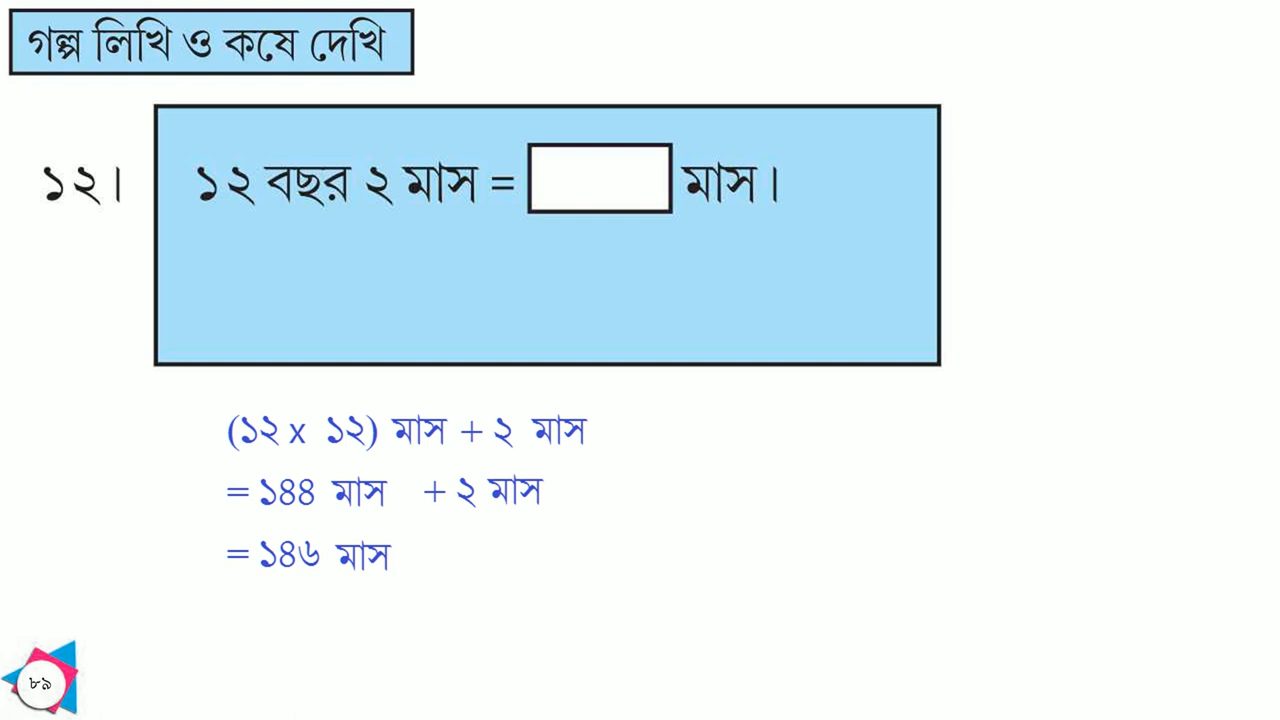 গল্প লিখি ও কষে দেখি
১২। ১২ বছর ২ মাস = মাস।
(১২ x ১২) মাস + ২ মাস
= ১৪৪ মাস + ২ মাস
= ১৪৬ মাস
৮৯